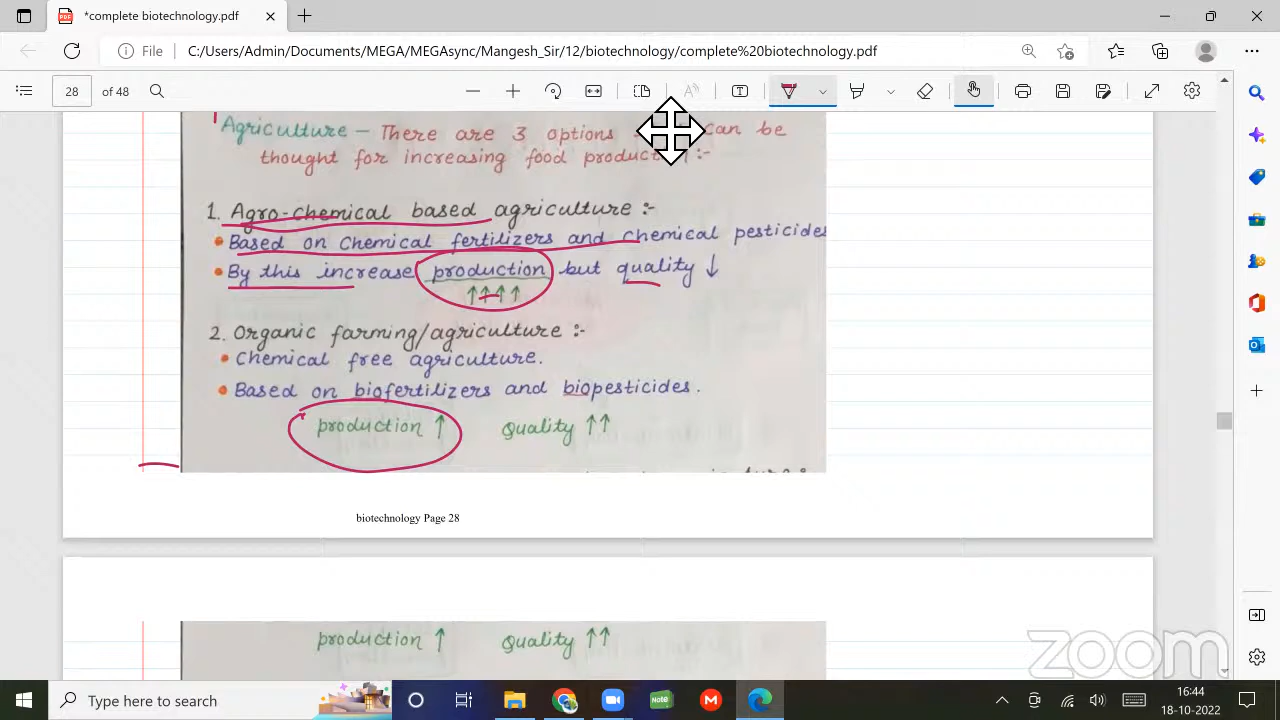 *complete biotechnology.pdf
File C:/Users/Admin/Documents/MEGA/MEGAsync/Mangesh_Sir/12/biotechnology/complete%20biotechnology.pdf
28 of 48
Agriculture - There are 3 options can be
thought for increasing food :-
1. Agro-chemical based agriculture :-
• Based on chemical fertilizers and chemical pesticides
• By this increase production but quality ↓
↑↑↑↑
2. Organic farming/agriculture :-
• Chemical free agriculture.
• Based on biofertilizers and biopesticides.
production ↑ Quality ↑↑
biotechnology Page 28
production ↑ Quality ↑↑
zoom
Type here to search
Note
16:44
18-10-2022